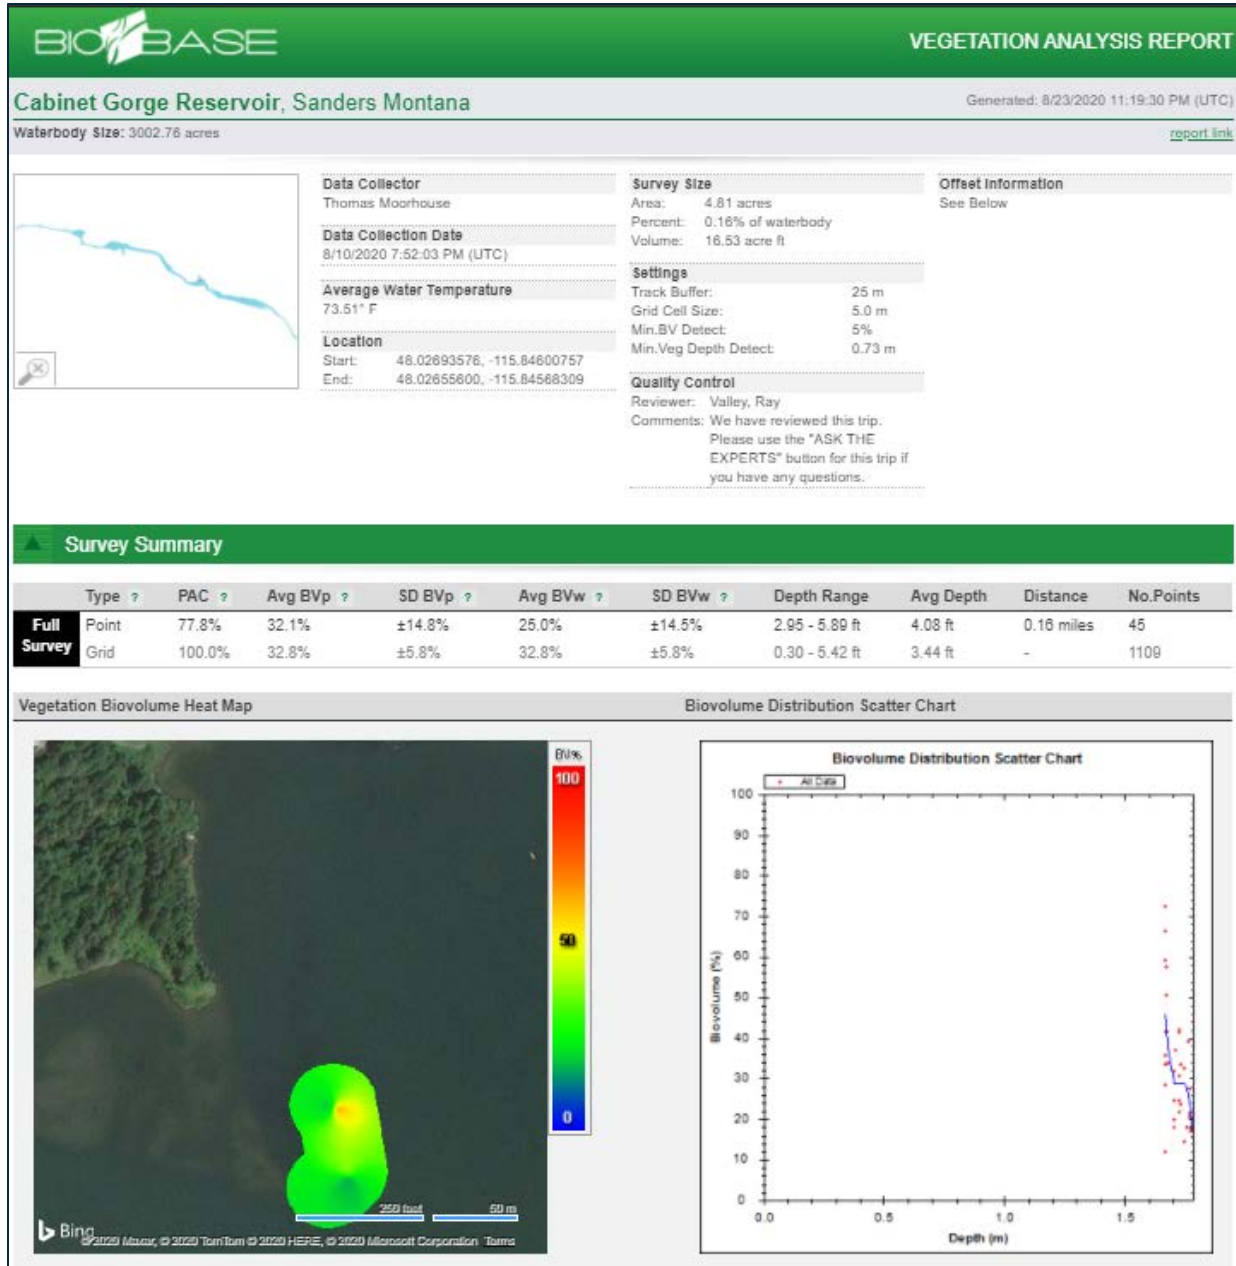 BIOBASE
VEGETATION ANALYSIS REPORT
Cabinet Gorge Reservoir, Sanders Montana
Generated: 8/23/2020 11:19:30 PM (UTC)
Waterbody Size: 3002.76 acres
report link
Data Collector
Thomas Moorhouse
Data Collection Date
8/10/2020 7:52:03 PM (UTC)
Average Water Temperature
73.51° F
Location
Start: 48.02693576, -115.84600757
End: 48.02655600, -115.84568309
Survey Size
Area: 4.81 acres
Percent: 0.16% of waterbody
Volume: 16.53 acre ft
Settings
Track Buffer: 25 m
Grid Cell Size: 5.0 m
Min.BV Detect: 5%
Min.Veg Depth Detect: 0.73 m
Quality Control
Reviewer: Valley, Ray
Comments: We have reviewed this trip.
Please use the "ASK THE
EXPERTS" button for this trip if
you have any questions.
Offset Information
See Below
Survey Summary
Type ? PAC ? Avg BVp ? SD BVp ? Avg BVw ? SD BVw ? Depth Range Avg Depth Distance No.Points
Full Survey
Point 77.8% 32.1% ±14.8% 25.0% ±14.5% 2.95 - 5.89 ft 4.08 ft 0.16 miles 45
Grid 100.0% 32.8% ±5.8% 32.8% ±5.8% 0.30 - 5.42 ft 3.44 ft - 1109
Vegetation Biovolume Heat Map
BV%
100
50
0
250 feet 50 m
Bing
© 2020 Maxar, © 2020 TomTom © 2020 HERE, © 2020 Microsoft Corporation Terms
Biovolume Distribution Scatter Chart
Biovolume Distribution Scatter Chart
All Data
100
90
80
70
60
50
40
30
20
10
0
Biovolume (%)
0.0 0.5 1.0 1.5
Depth (m)